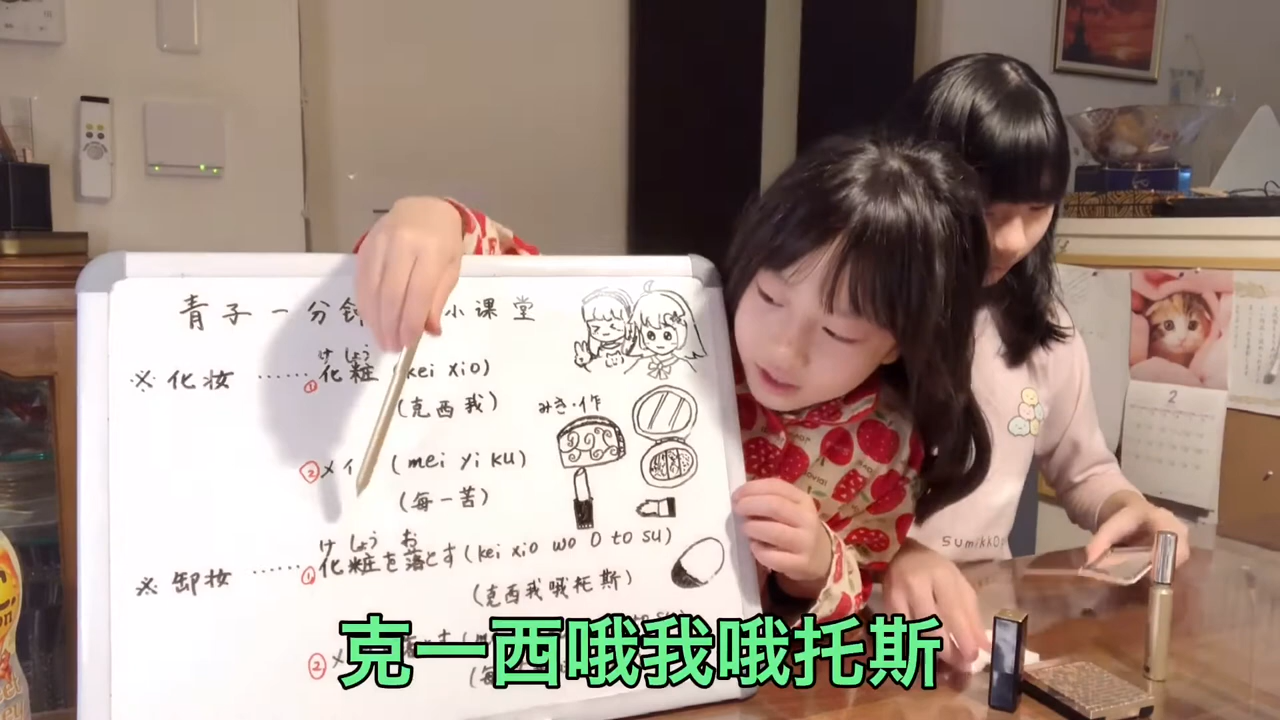 青子一分钟 小课堂
けしょう
※ 化妆 ……① 化粧 (kei xio)
(克西我)
みき・作
② メイ (mei yi ku)
(每一苦)
けしょう お
※ 卸妆 ……① 化粧を落とす (kei xio wo o to su)
(克西我哦托斯)
②
克一西哦我哦托斯
sumikko
2